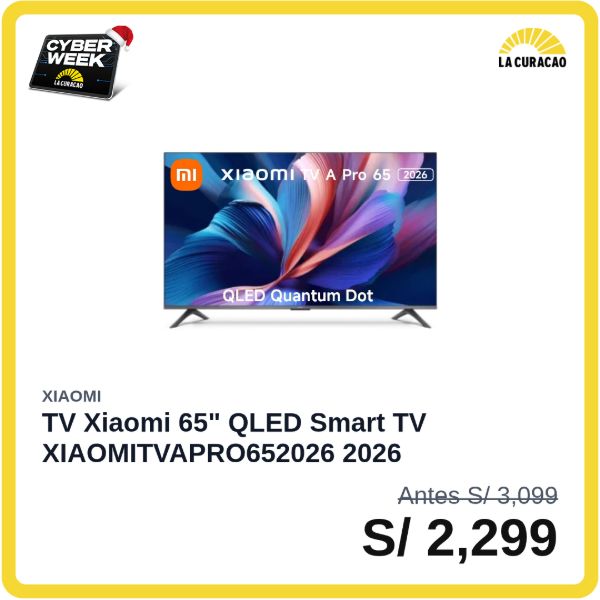 CYBER
WEEK
LA CURACAO
LA CURACAO
mi xiaomi TV A Pro 65 2026
QLED Quantum Dot
XIAOMI
TV Xiaomi 65" QLED Smart TV
XIAOMITVAPRO652026 2026
Antes S/ 3,099
S/ 2,299